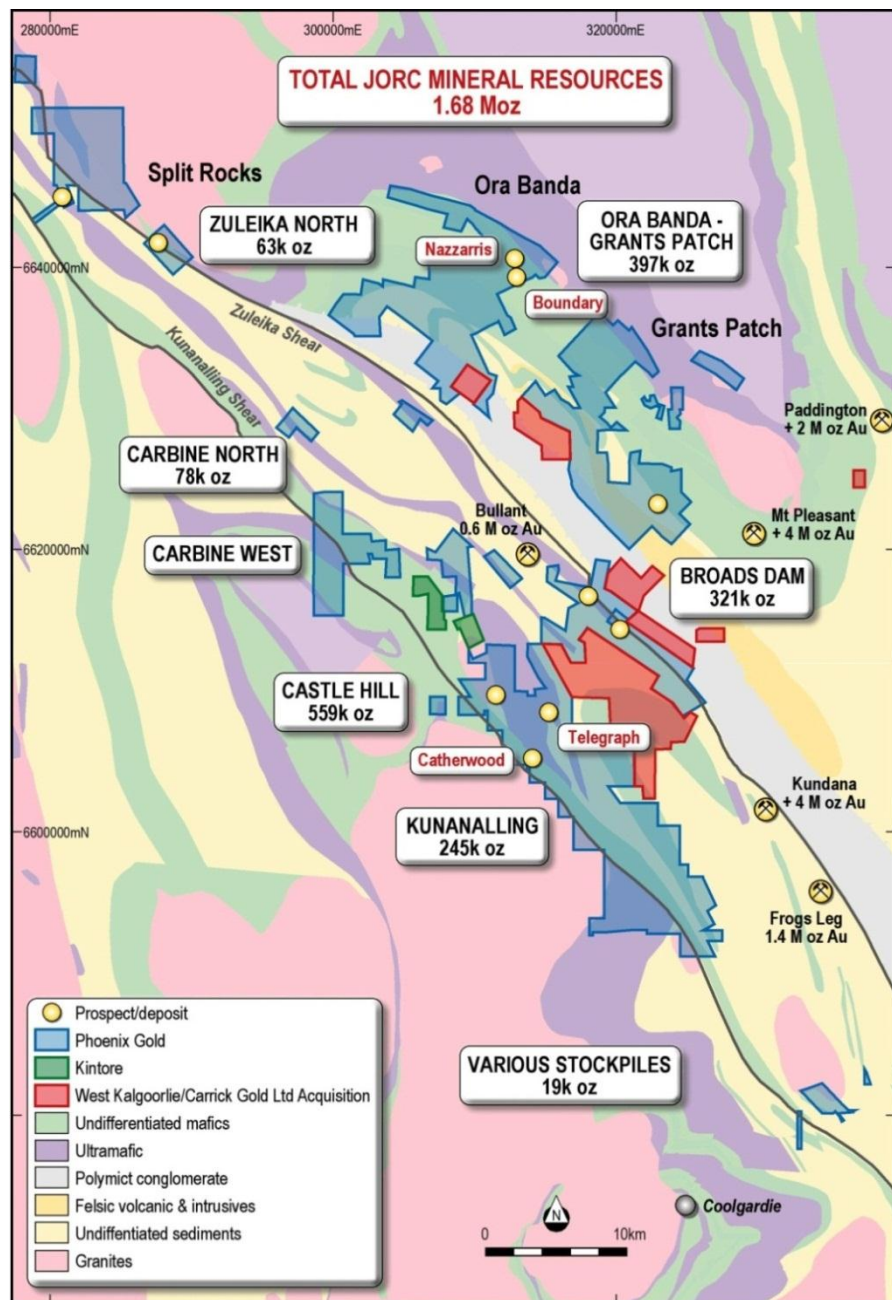 280000mE
300000mE
320000mE
TOTAL JORC MINERAL RESOURCES
1.68 Moz
Split Rocks
Ora Banda
ZULEIKA NORTH
63k oz
ORA BANDA -
GRANTS PATCH
397k oz
Nazzarris
6640000mN
Boundary
Zuleika Shear
Grants Patch
Kunanalling Shear
Paddington
+ 2 M oz Au
CARBINE NORTH
78k oz
Bullant
0.6 M oz Au
Mt Pleasant
+ 4 M oz Au
6620000mN
CARBINE WEST
BROADS DAM
321k oz
CASTLE HILL
559k oz
Telegraph
Catherwood
Kundana
+ 4 M oz Au
6600000mN
KUNANALLING
245k oz
Frogs Leg
1.4 M oz Au
Prospect/deposit
Phoenix Gold
Kintore
West Kalgoorlie/Carrick Gold Ltd Acquisition
Undifferentiated mafics
Ultramafic
Polymict conglomerate
Felsic volcanic & intrusives
Undiffentiated sediments
Granites
VARIOUS STOCKPILES
19k oz
N
0
10km
Coolgardie